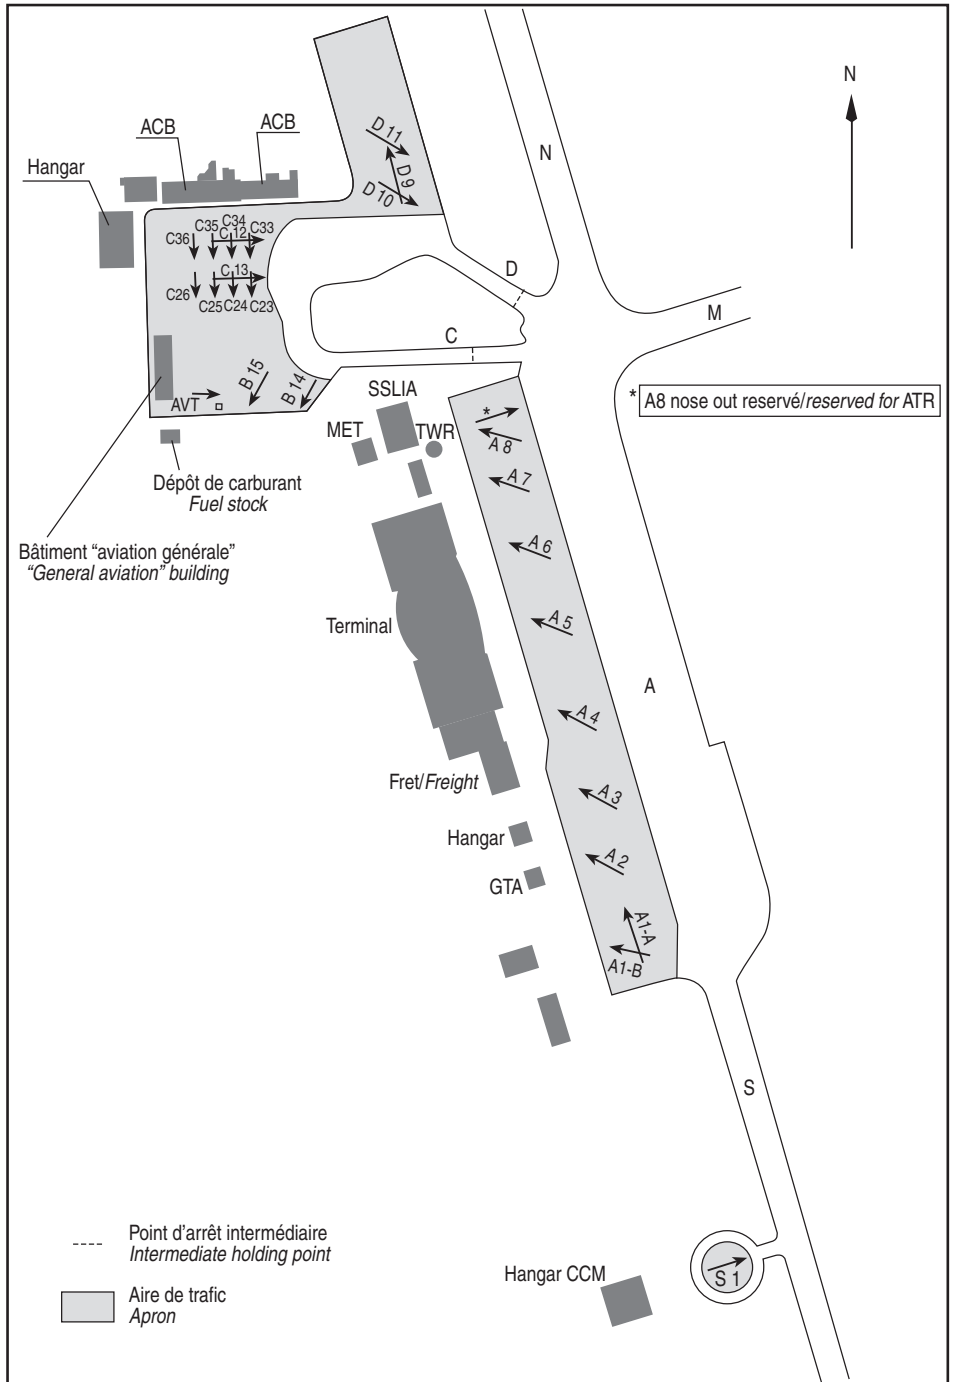 N
ACB
ACB
D 11
Hangar
N
D 9
D 10
C34
C35
C33
C 12
C36
D
C 13
C26
C25
C24
C23
M
C
B 15
B 14
AVT
SSLIA
* A8 nose out reservé/reserved for ATR
*
MET
TWR
A 8
A 7
Dépôt de carburant
Fuel stock
A 6
Bâtiment “aviation générale”
“General aviation” building
A 5
Terminal
A
A 4
Fret/Freight
A 3
Hangar
A 2
GTA
A1-A
A1-B
S
Point d'arrêt intermédiaire
Intermediate holding point
Hangar CCM
S 1
Aire de trafic
Apron